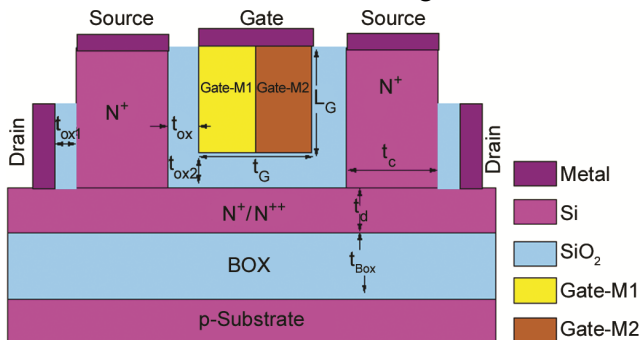 Source
Gate
Source
Gate-M1
Gate-M2
L_G
N⁺
N⁺
Drain
t_ox1
t_ox
t_ox2
t_G
t_c
Drain
N⁺/N⁺⁺
t_d
BOX
t_Box
p-Substrate
Metal
Si
SiO₂
Gate-M1
Gate-M2